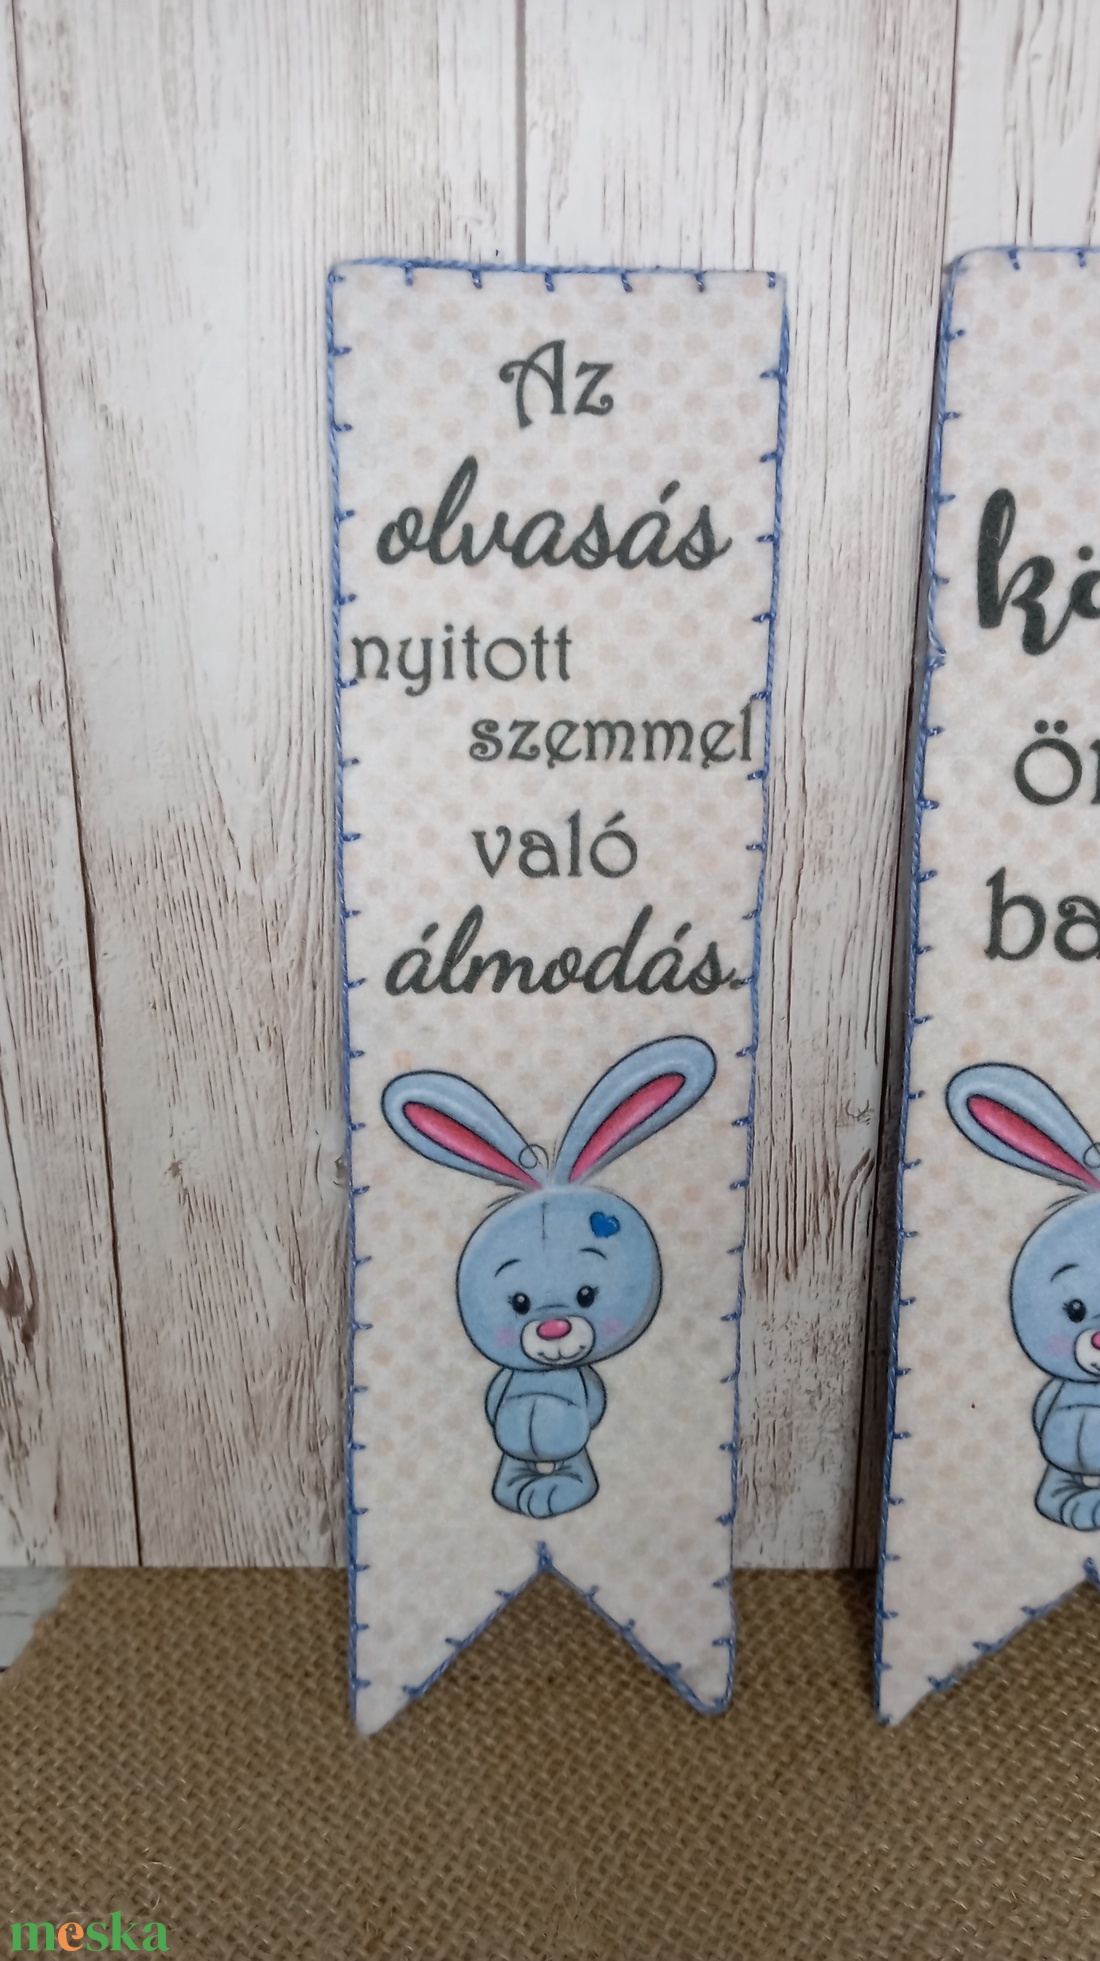 Az
olvasás
nyitott
szemmel
való
álmodás.
meska